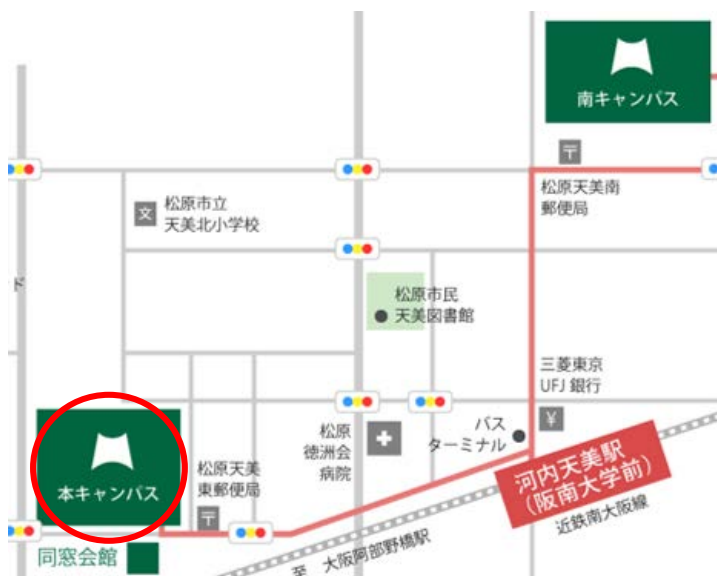 南キャンパス
〒
松原天美南
郵便局
文
松原市立
天美北小学校
ド
松原市民
天美図書館
三菱東京
UFJ 銀行
¥
バス
ターミナル
松原
徳洲会
病院
河内天美駅
（阪南大学前）
近鉄南大阪線
本キャンパス
松原天美
東郵便局
〒
同窓会館
至 大阪阿部野橋駅